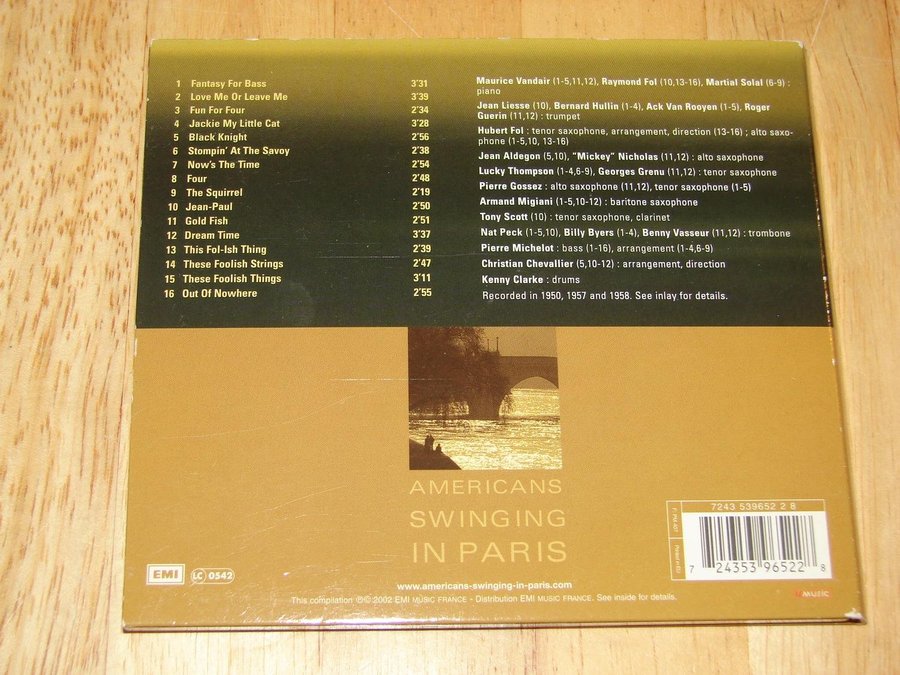 1 Fantasy For Bass 3'31
2 Love Me Or Leave Me 3'39
3 Fun For Four 2'34
4 Jackie My Little Cat 3'28
5 Black Knight 2'56
6 Stompin' At The Savoy 2'38
7 Now's The Time 2'54
8 Four 2'48
9 The Squirrel 2'19
10 Jean-Paul 2'50
11 Gold Fish 2'51
12 Dream Time 3'37
13 This Fol-Ish Thing 2'39
14 These Foolish Strings 2'47
15 These Foolish Things 3'11
16 Out Of Nowhere 2'55
Maurice Vandair (1-5,11,12), Raymond Fol (10,13-16), Martial Solal (6-9) :
piano
Jean Liesse (10), Bernard Hullin (1-4), Ack Van Rooyen (1-5), Roger
Guerin (11,12) : trumpet
Hubert Fol : tenor saxophone, arrangement, direction (13-16) ; alto saxo-
phone (1-5,10, 13-16)
Jean Aldegon (5,10), "Mickey" Nicholas (11,12) : alto saxophone
Lucky Thompson (1-4,6-9), Georges Grenu (11,12) : tenor saxophone
Pierre Gossez : alto saxophone (11,12), tenor saxophone (1-5)
Armand Migiani (1-5,10-12) : baritone saxophone
Tony Scott (10) : tenor saxophone, clarinet
Nat Peck (1-5,10), Billy Byers (1-4), Benny Vasseur (11,12) : trombone
Pierre Michelot : bass (1-16), arrangement (1-4,6-9)
Christian Chevallier (5,10-12) : arrangement, direction
Kenny Clarke : drums
Recorded in 1950, 1957 and 1958. See inlay for details.
AMERICANS
SWINGING
IN PARIS
7243 539652 2 8
7 24353 96522 8
EMI LC 0542
www.americans-swinging-in-paris.com
This compilation ℗© 2002 EMI MUSIC FRANCE - Distribution EMI MUSIC FRANCE. See inside for details.